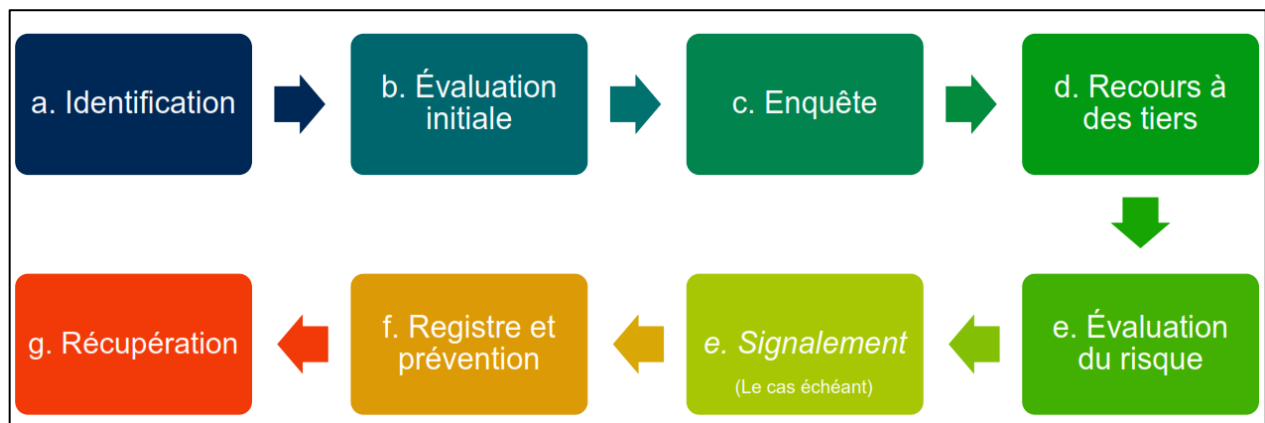 a. Identification
b. Évaluation
initiale
c. Enquête
d. Recours à
des tiers
e. Évaluation
du risque
e. Signalement
(Le cas échéant)
f. Registre et
prévention
g. Récupération